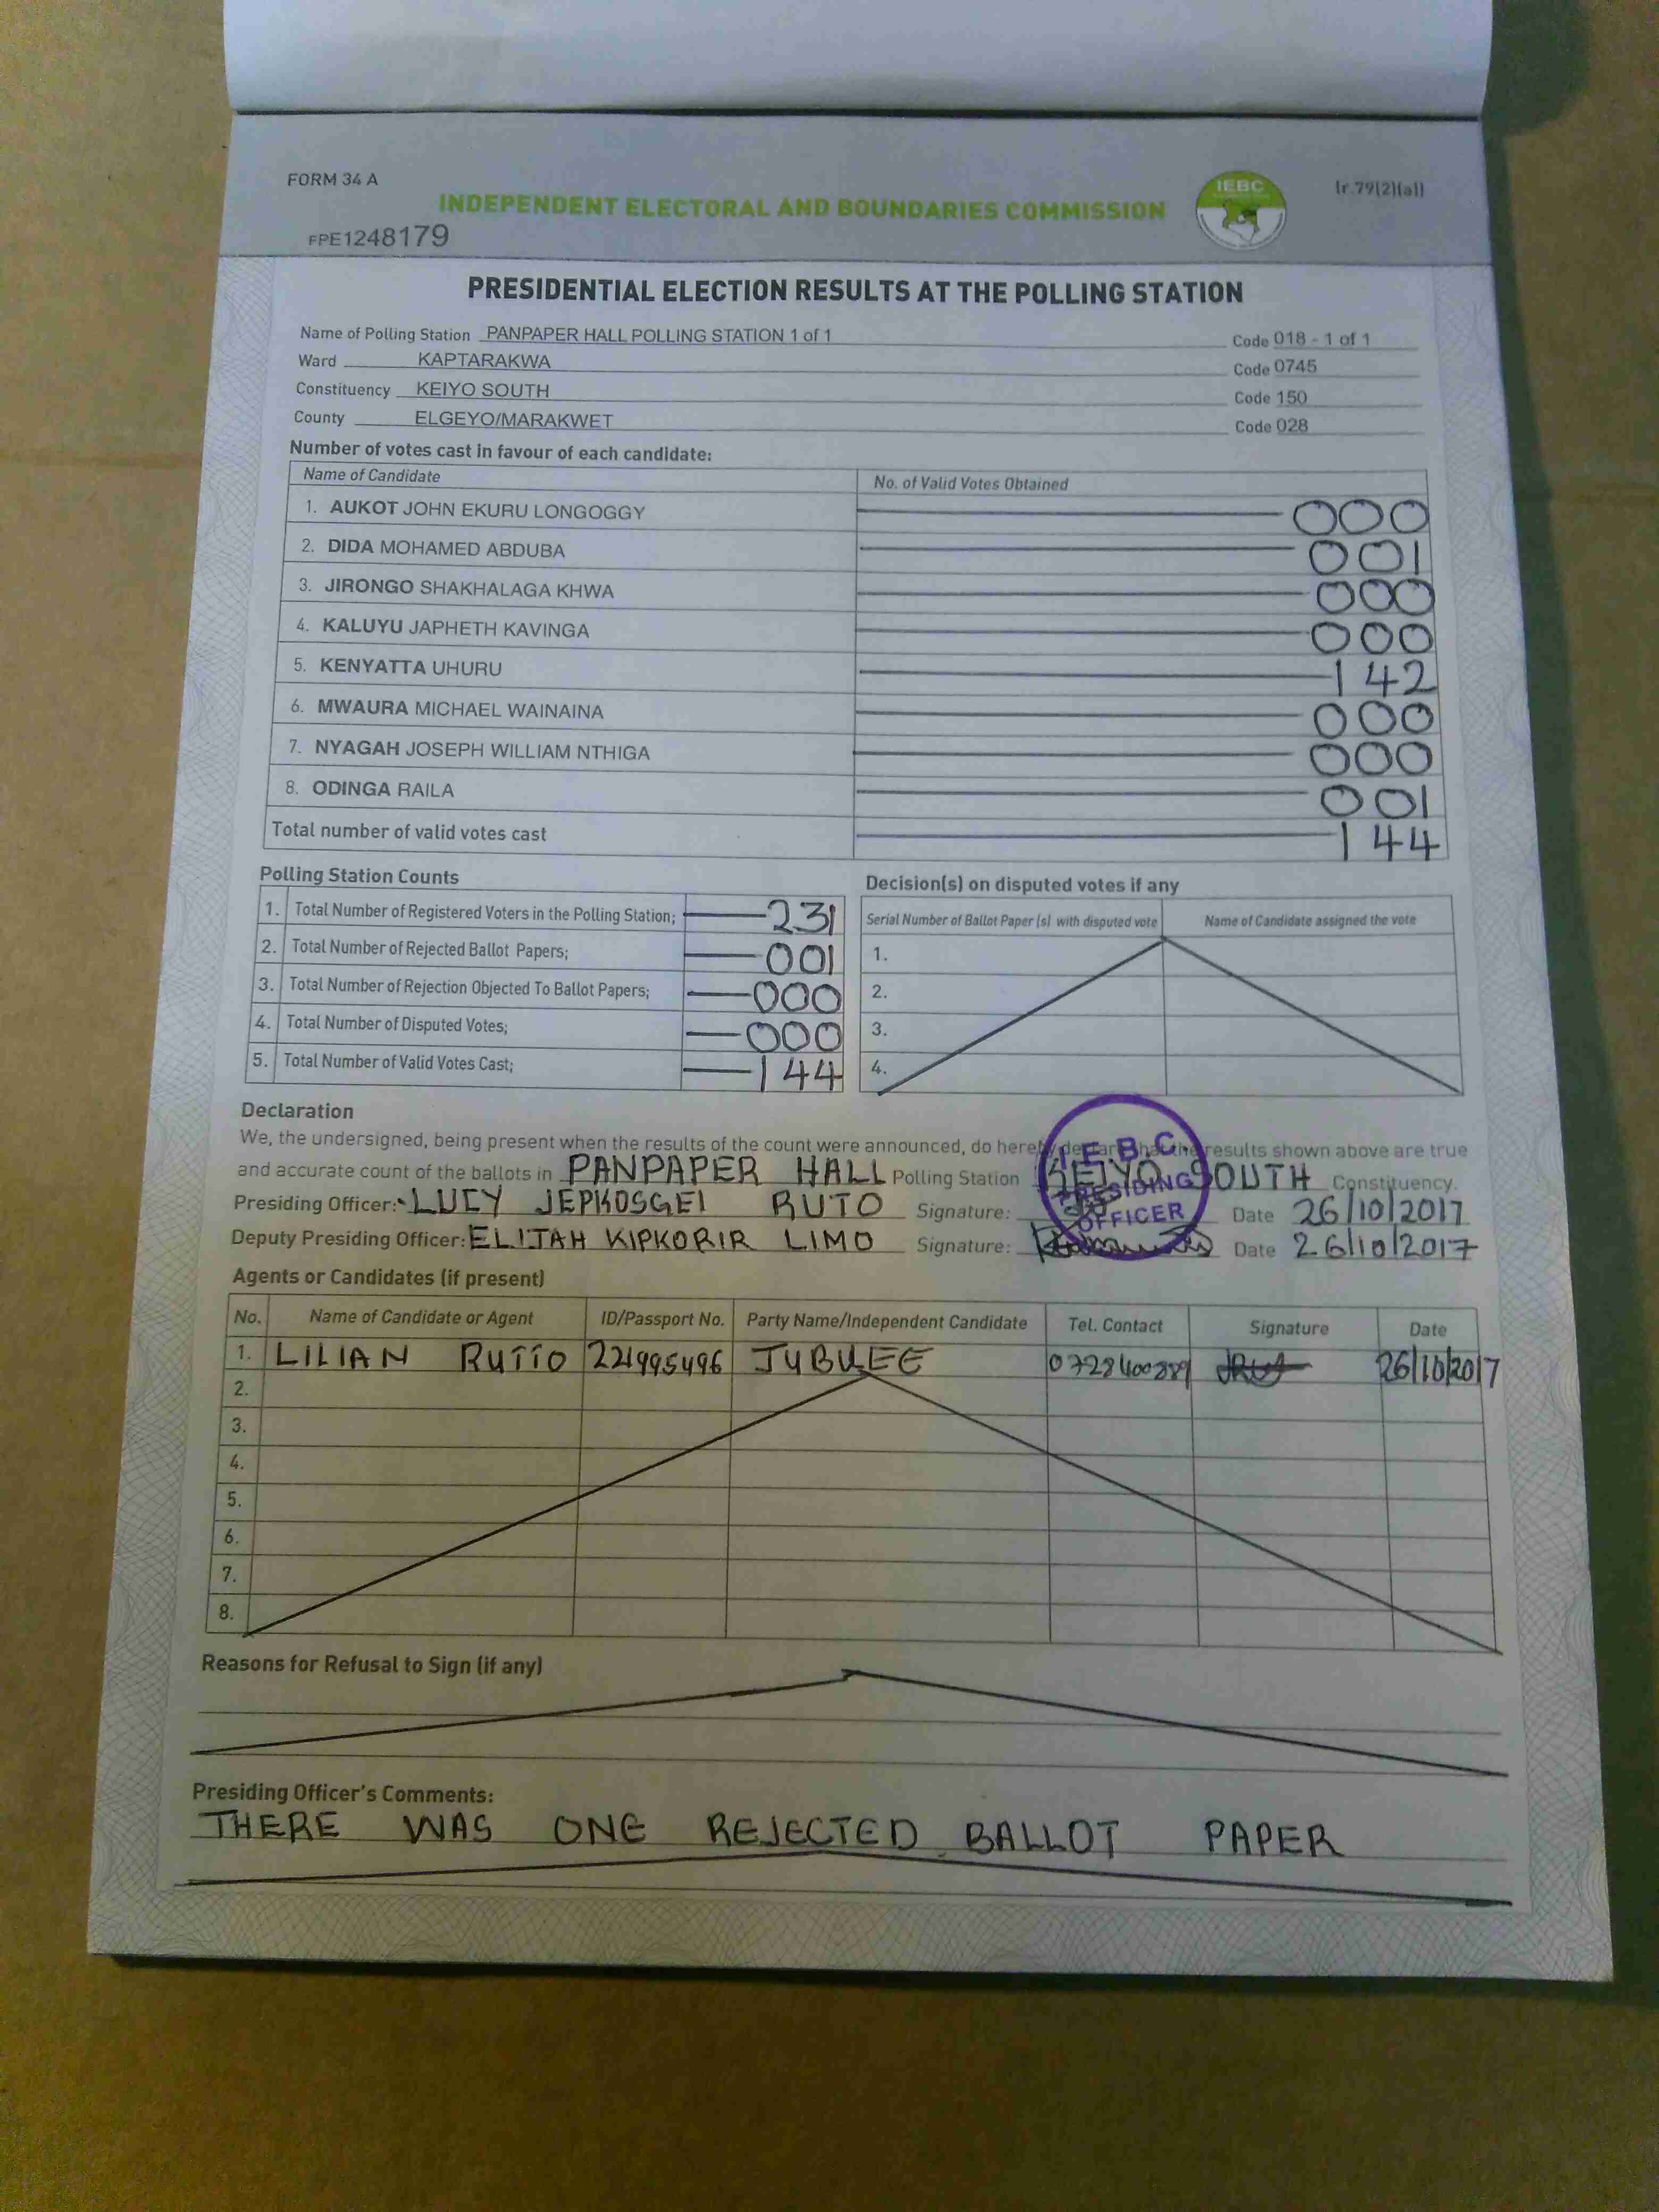 FORM 34 A
IEBC
(r.79(2)(a))
INDEPENDENT ELECTORAL AND BOUNDARIES COMMISSION
FPE1248179
PRESIDENTIAL ELECTION RESULTS AT THE POLLING STATION
Name of Polling Station PANPAPER HALL POLLING STATION 1 of 1 Code 018 - 1 of 1
Ward KAPTARAKWA Code 0745
Constituency KEIYO SOUTH Code 150
County ELGEYO/MARAKWET Code 028
Number of votes cast in favour of each candidate:
Name of Candidate No. of Valid Votes Obtained
1. AUKOT JOHN EKURU LONGOGGY 000
2. DIDA MOHAMED ABDUBA 001
3. JIRONGO SHAKHALAGA KHWA 000
4. KALUYU JAPHETH KAVINGA 000
5. KENYATTA UHURU 142
6. MWAURA MICHAEL WAINAINA 000
7. NYAGAH JOSEPH WILLIAM NTHIGA 000
8. ODINGA RAILA 001
Total number of valid votes cast 144
Polling Station Counts
1. Total Number of Registered Voters in the Polling Station; 231
2. Total Number of Rejected Ballot Papers; 001
3. Total Number of Rejection Objected To Ballot Papers; 000
4. Total Number of Disputed Votes; 000
5. Total Number of Valid Votes Cast; 144
Decision(s) on disputed votes if any
Serial Number of Ballot Paper (s) with disputed vote Name of Candidate assigned the vote
1.
2.
3.
4.
Declaration
We, the undersigned, being present when the results of the count were announced, do hereby declare that the results shown above are true
and accurate count of the ballots in PANPAPER HALL Polling Station KEIYO SOUTH Constituency.
Presiding Officer:- LUCY JEPKOSGEI RUTO Signature: Date 26/10/2017
Deputy Presiding Officer: ELIJAH KIPKORIR LIMO Signature: Date 26/10/2017
I.E.B.C
PRESIDING
OFFICER
Agents or Candidates (if present)
No. Name of Candidate or Agent ID/Passport No. Party Name/Independent Candidate Tel. Contact Signature Date
1. LILIAN RUTTO 221995496 JUBILEE 0728400889 26/10/2017
2.
3.
4.
5.
6.
7.
8.
Reasons for Refusal to Sign (if any)
Presiding Officer's Comments:
THERE WAS ONE REJECTED BALLOT PAPER